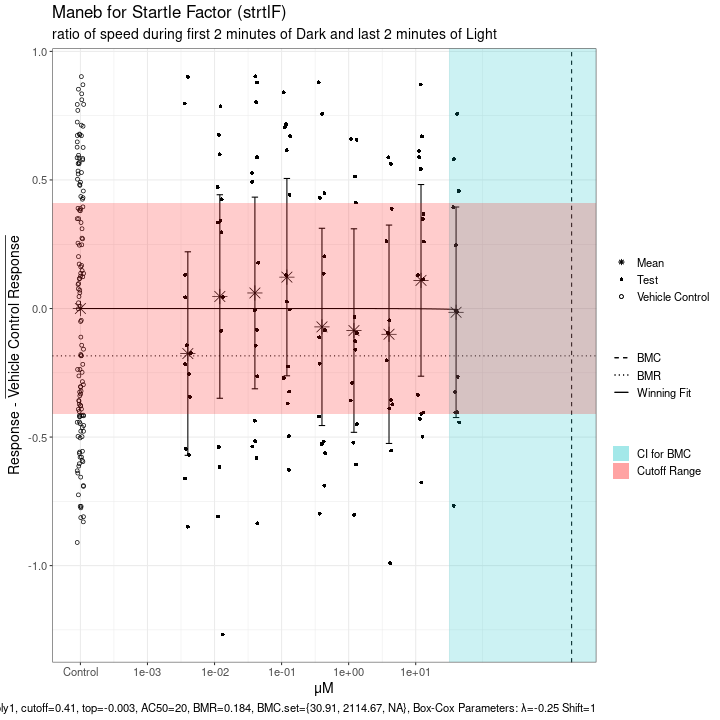 Maneb for Startle Factor (strtlF)
ratio of speed during first 2 minutes of Dark and last 2 minutes of Light
1.0
0.5
0.0
-0.5
-1.0
Response - Vehicle Control Response
Control
1e-03
1e-02
1e-01
1e+00
1e+01
μM
Mean
Test
Vehicle Control
BMC
BMR
Winning Fit
CI for BMC
Cutoff Range
cutoff=0.41, top=-0.003, AC50=20, BMR=0.184, BMC.set={30.91, 2114.67, NA}, Box-Cox Parameters: λ=-0.25 Shift=1